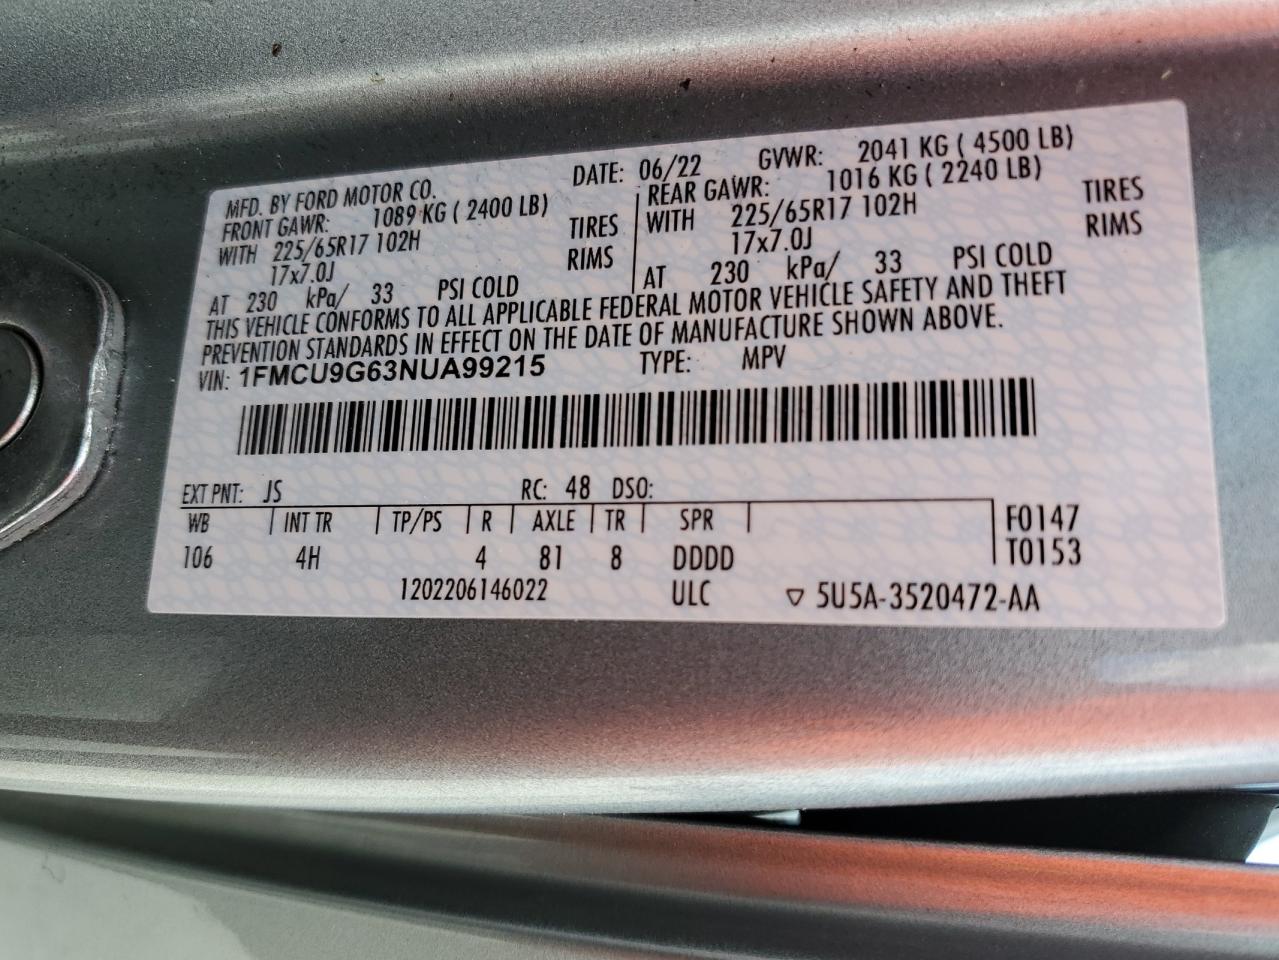 MFD. BY FORD MOTOR CO. DATE: 06/22 GVWR: 2041 KG ( 4500 LB)
FRONT GAWR: 1089 KG ( 2400 LB) REAR GAWR: 1016 KG ( 2240 LB)
WITH 225/65R17 102H TIRES WITH 225/65R17 102H TIRES
17x7.0J RIMS 17x7.0J RIMS
AT 230 kPa/ 33 PSI COLD AT 230 kPa/ 33 PSI COLD
THIS VEHICLE CONFORMS TO ALL APPLICABLE FEDERAL MOTOR VEHICLE SAFETY AND THEFT
PREVENTION STANDARDS IN EFFECT ON THE DATE OF MANUFACTURE SHOWN ABOVE.
VIN: 1FMCU9G63NUA99215 TYPE: MPV
EXT PNT: JS RC: 48 DSO:
WB INT TR TP/PS R AXLE TR SPR F0147
106 4H 4 81 8 DDDD T0153
1202206146022 ULC ▽ 5U5A-3520472-AA